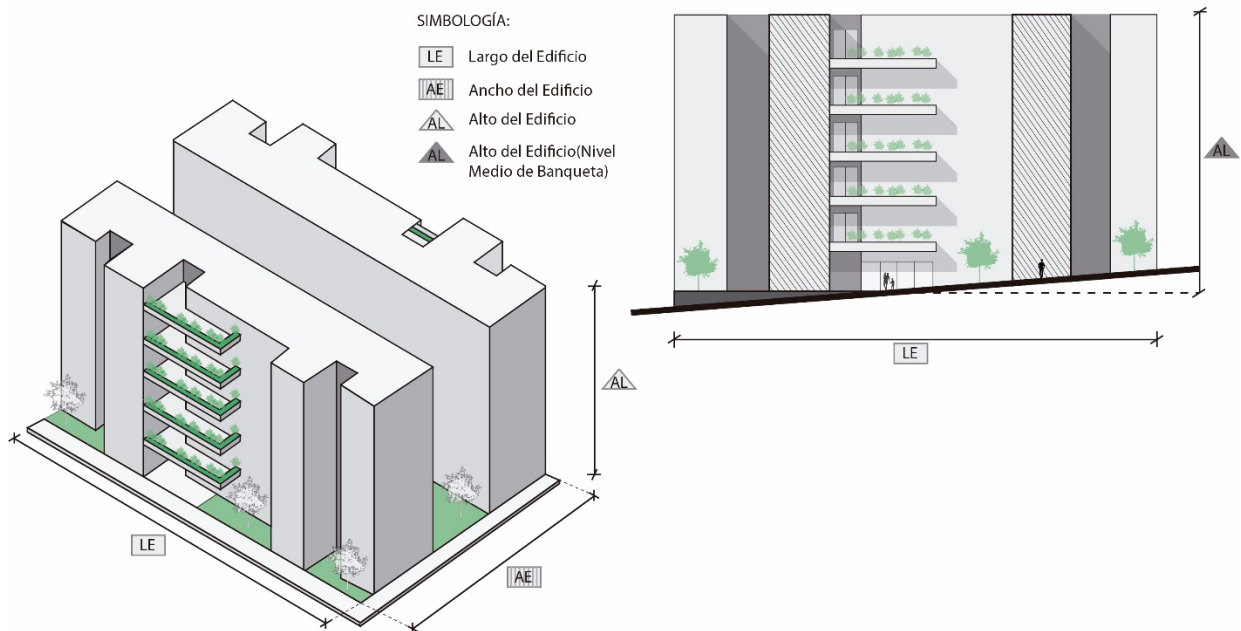 SIMBOLOGÍA:
LE Largo del Edificio
AE Ancho del Edificio
AL Alto del Edificio
AL Alto del Edificio(Nivel
Medio de Banqueta)
AL
LE
AL
LE
AE